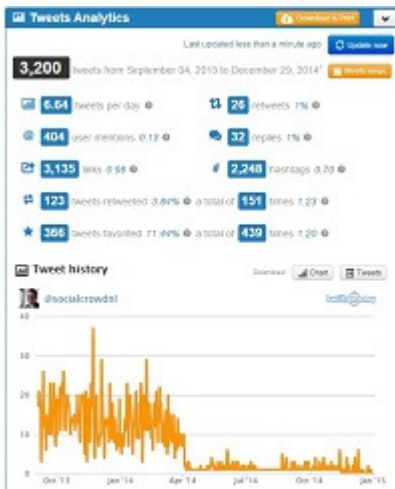 Tweets Analytics
Download & Print
Last updated less than a minute ago
Update now
3,200 tweets from September 04, 2013 to December 29, 2014
6.64 tweets per day
26 retweets 1%
404 user mentions 0.13
32 replies 1%
3,135 links 0.98
# 2,248 hashtags 0.70
123 tweets retweeted 3.84% a total of 151 times 1.23
366 tweets favorited 11.44% a total of 439 times 1.20
Tweet history
Download:
Chart
Tweets
@socialcrowdnl
40
30
20
10
0
Oct '13
Jan '14
Apr '14
Jul '14
Oct '14
Jan '15